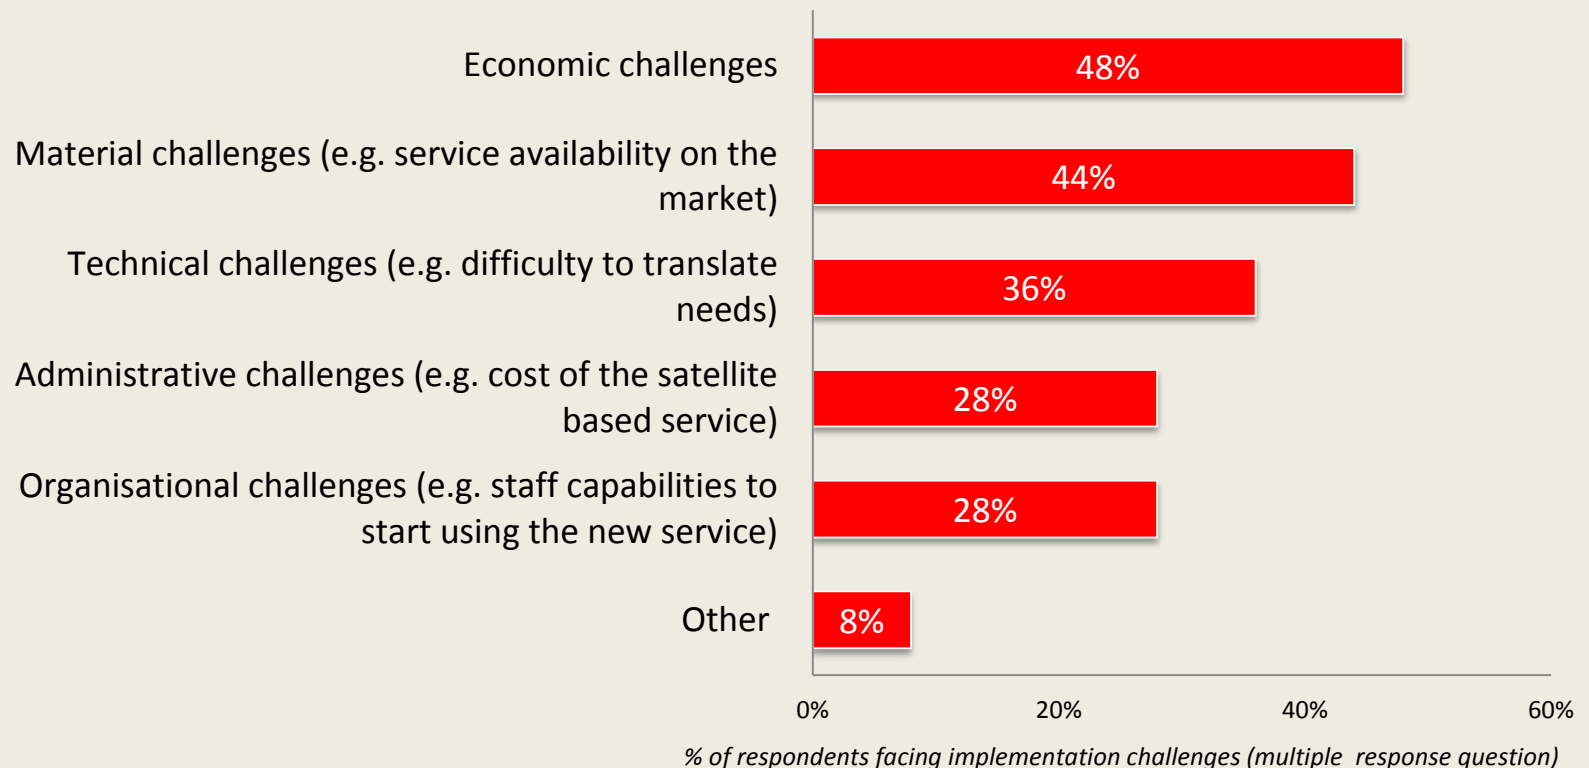 Economic challenges
48%
Material challenges (e.g. service availability on the
market)
44%
Technical challenges (e.g. difficulty to translate
needs)
36%
Administrative challenges (e.g. cost of the satellite
based service)
28%
Organisational challenges (e.g. staff capabilities to
start using the new service)
28%
Other
8%
0% 20% 40% 60%
% of respondents facing implementation challenges (multiple response question)